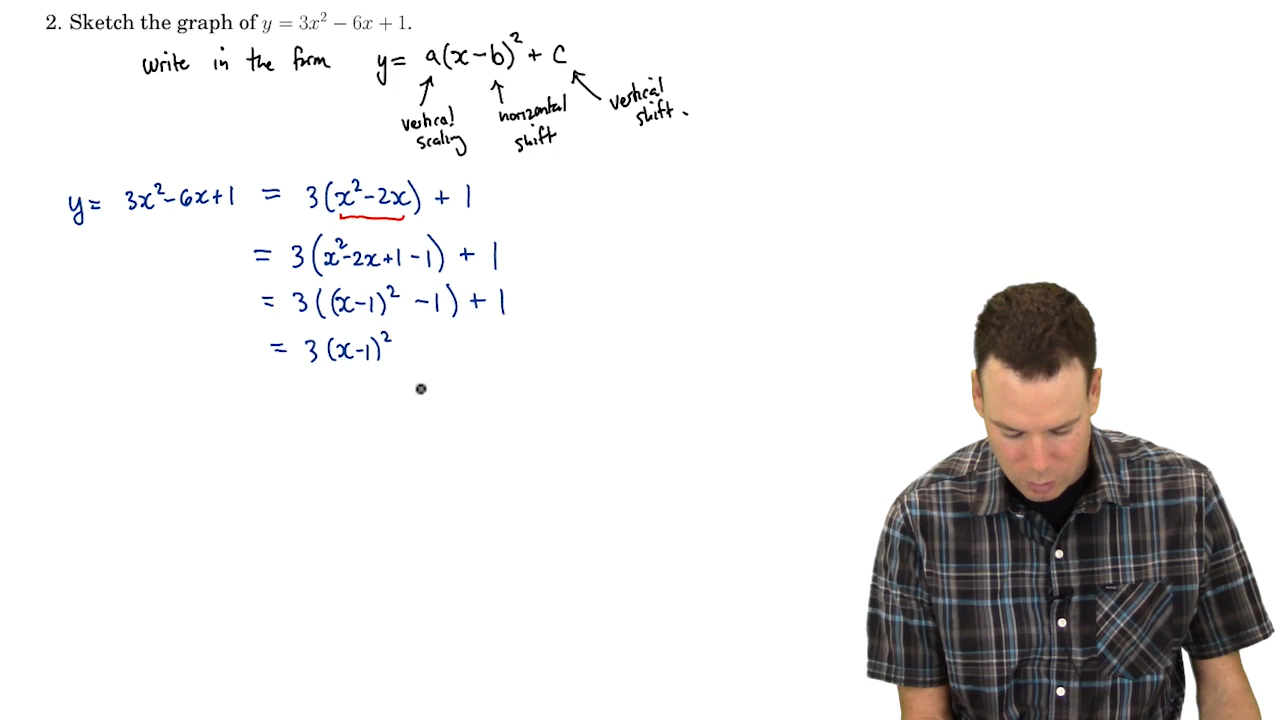 2. Sketch the graph of y = 3x² − 6x + 1.
write in the form y = a(x−b)² + c
vertical scaling
horizontal shift
vertical shift.
y = 3x²−6x+1 = 3(x²−2x) + 1
= 3(x²−2x+1−1) + 1
= 3((x−1)² −1) + 1
= 3(x−1)²